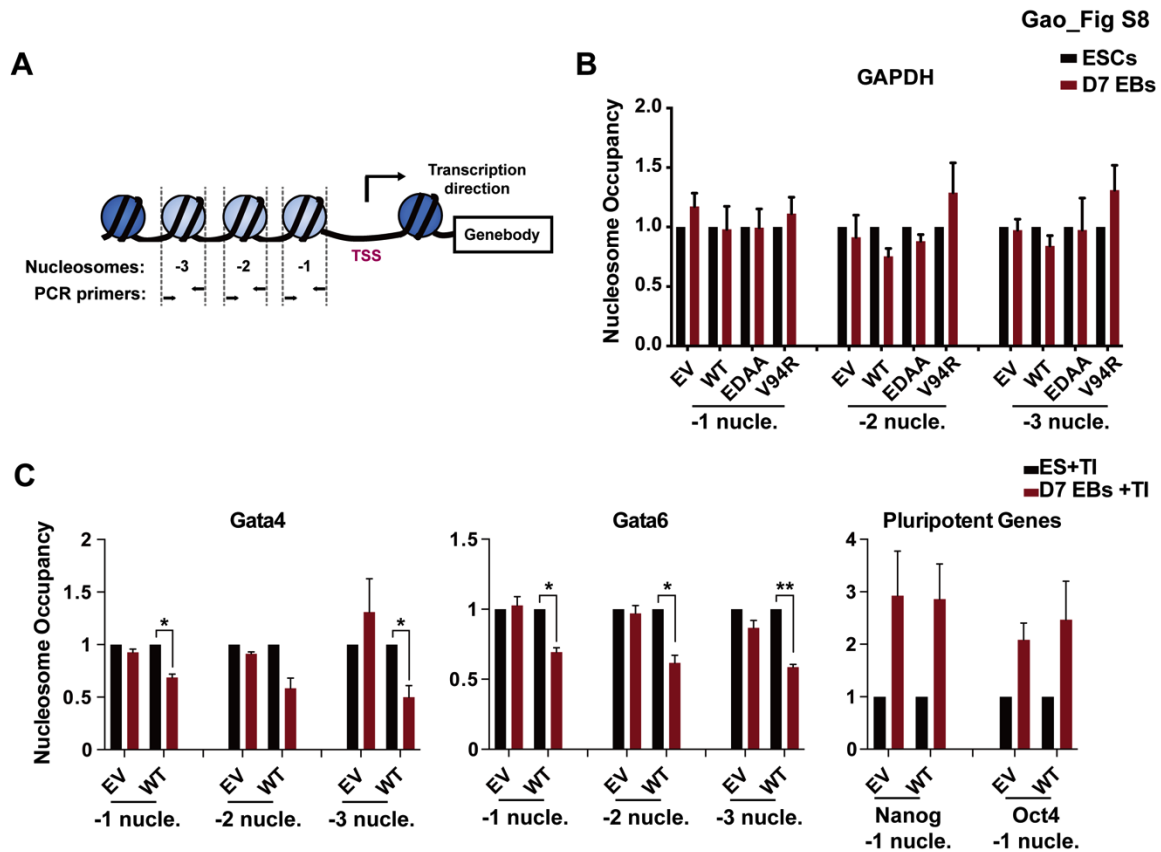 Gao_Fig S8
A
Transcription
direction
TSS
Genebody
Nucleosomes: -3 -2 -1
PCR primers:
B
ESCs
D7 EBs
GAPDH
Nucleosome Occupancy
2.0
1.5
1.0
0.5
0.0
EV WT EDAA V94R EV WT EDAA V94R EV WT EDAA V94R
-1 nucle. -2 nucle. -3 nucle.
C
ES+TI
D7 EBs +TI
Gata4
Nucleosome Occupancy
2
1.5
1
0.5
0
* *
EV WT EV WT EV WT
-1 nucle. -2 nucle. -3 nucle.
Gata6
1.5
1
0.5
0
* * **
EV WT EV WT EV WT
-1 nucle. -2 nucle. -3 nucle.
Pluripotent Genes
4
3
2
1
0
EV WT EV WT
Nanog Oct4
-1 nucle. -1 nucle.